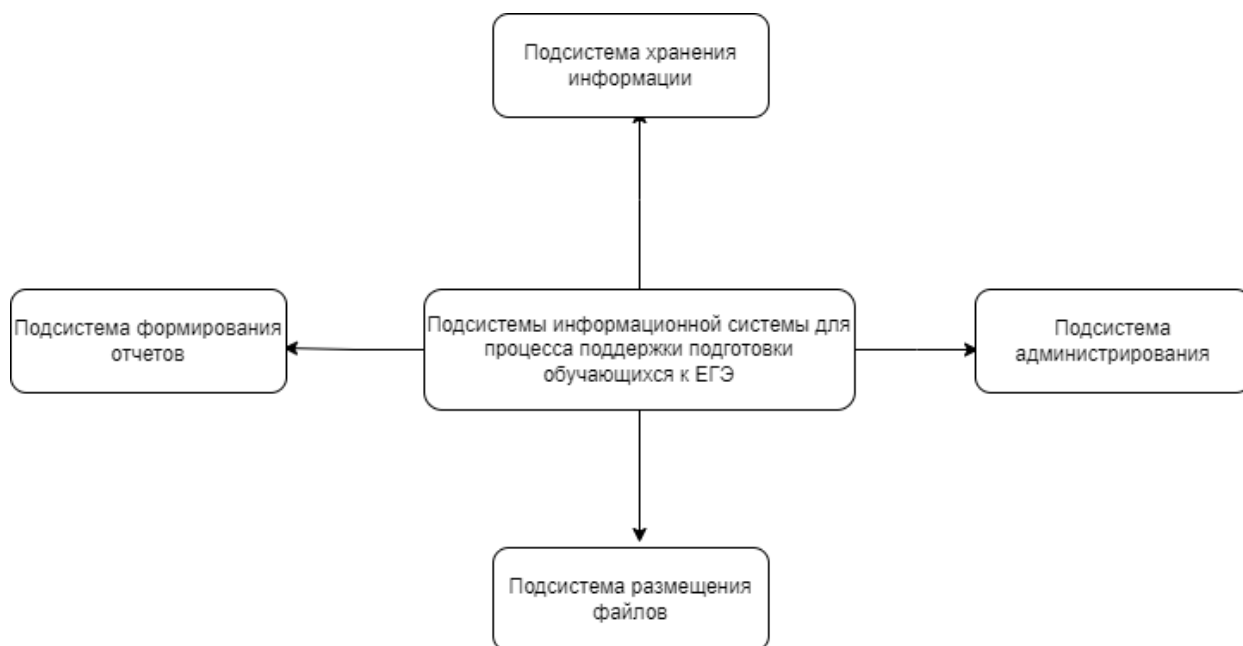 Подсистема хранения
информации
Подсистема формирования
отчетов
Подсистемы информационной системы для
процесса поддержки подготовки
обучающихся к ЕГЭ
Подсистема
администрирования
Подсистема размещения
файлов